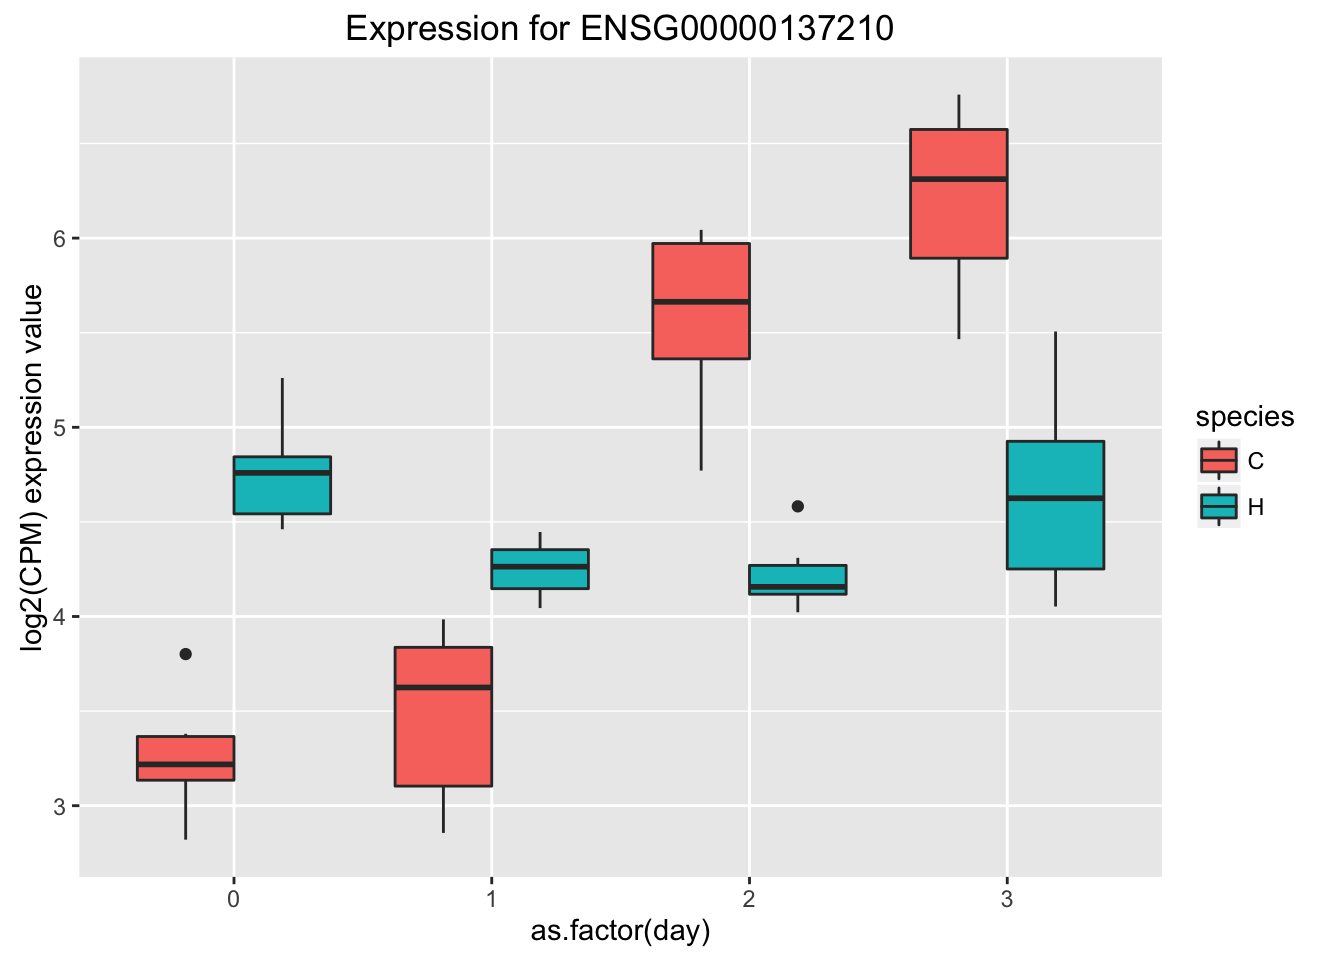 Expression for ENSG00000137210
log2(CPM) expression value
6
5
4
3
0 1 2 3
as.factor(day)
species
C
H